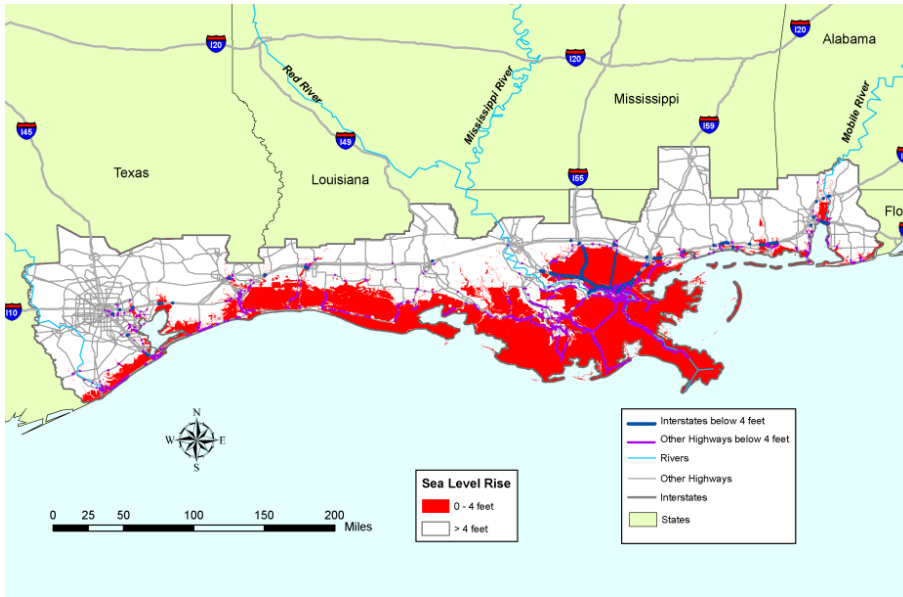 I20
I20
Alabama
Red River
Mississippi River
Mississippi
Mobile River
I45
I49
I59
Texas
Louisiana
I55
Flo
I10
N
W
E
S
0 25 50 100 150 200
Miles
Sea Level Rise
0 - 4 feet
> 4 feet
Interstates below 4 feet
Other Highways below 4 feet
Rivers
Other Highways
Interstates
States